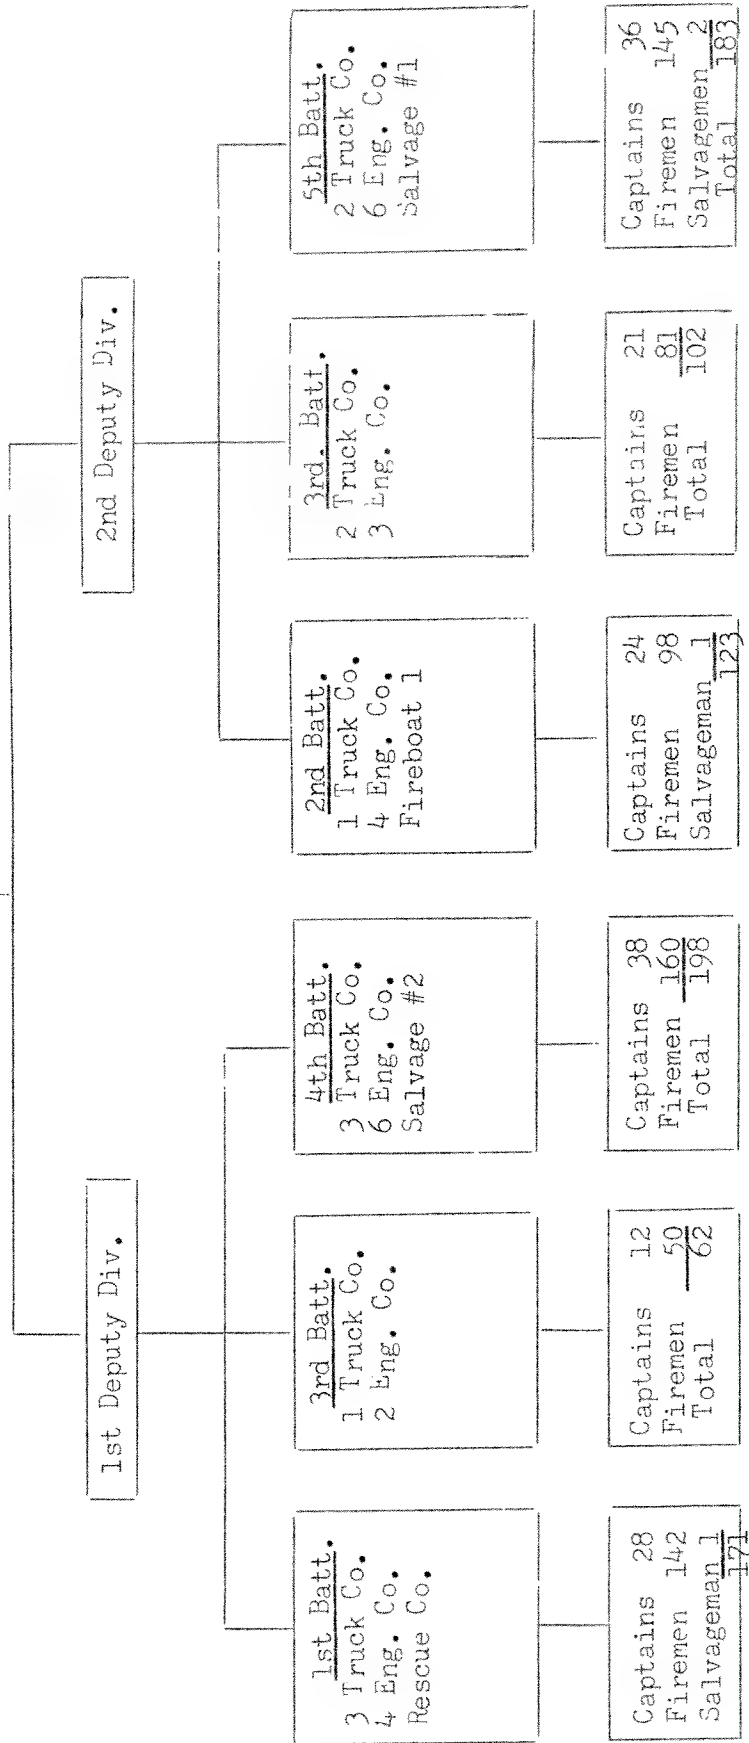 1st Deputy Div.
2nd Deputy Div.
1st Batt.
3 Truck Co.
4 Eng. Co.
Rescue Co.
3rd Batt.
1 Truck Co.
2 Eng. Co.
4th Batt.
3 Truck Co.
6 Eng. Co.
Salvage #2
2nd Batt.
1 Truck Co.
4 Eng. Co.
Fireboat 1
3rd. Batt.
2 Truck Co.
3 Eng. Co.
5th Batt.
2 Truck Co.
6 Eng. Co.
Salvage #1
Captains 28
Firemen 142
Salvageman 1
171
Captains 12
Firemen 50
Total 62
Captains 38
Firemen 160
Total 198
Captains 24
Firemen 98
Salvageman 1
123
Captains 21
Firemen 81
Total 102
Captains 36
Firemen 145
Salvagemen 2
Total 183